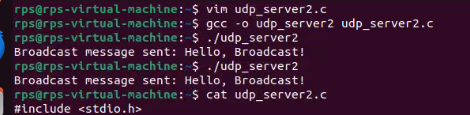 rps@rps-virtual-machine:~$ vim udp_server2.c
rps@rps-virtual-machine:~$ gcc -o udp_server2 udp_server2.c
rps@rps-virtual-machine:~$ ./udp_server2
Broadcast message sent: Hello, Broadcast!
rps@rps-virtual-machine:~$ ./udp_server2
Broadcast message sent: Hello, Broadcast!
rps@rps-virtual-machine:~$ cat udp_server2.c
#include <stdio.h>